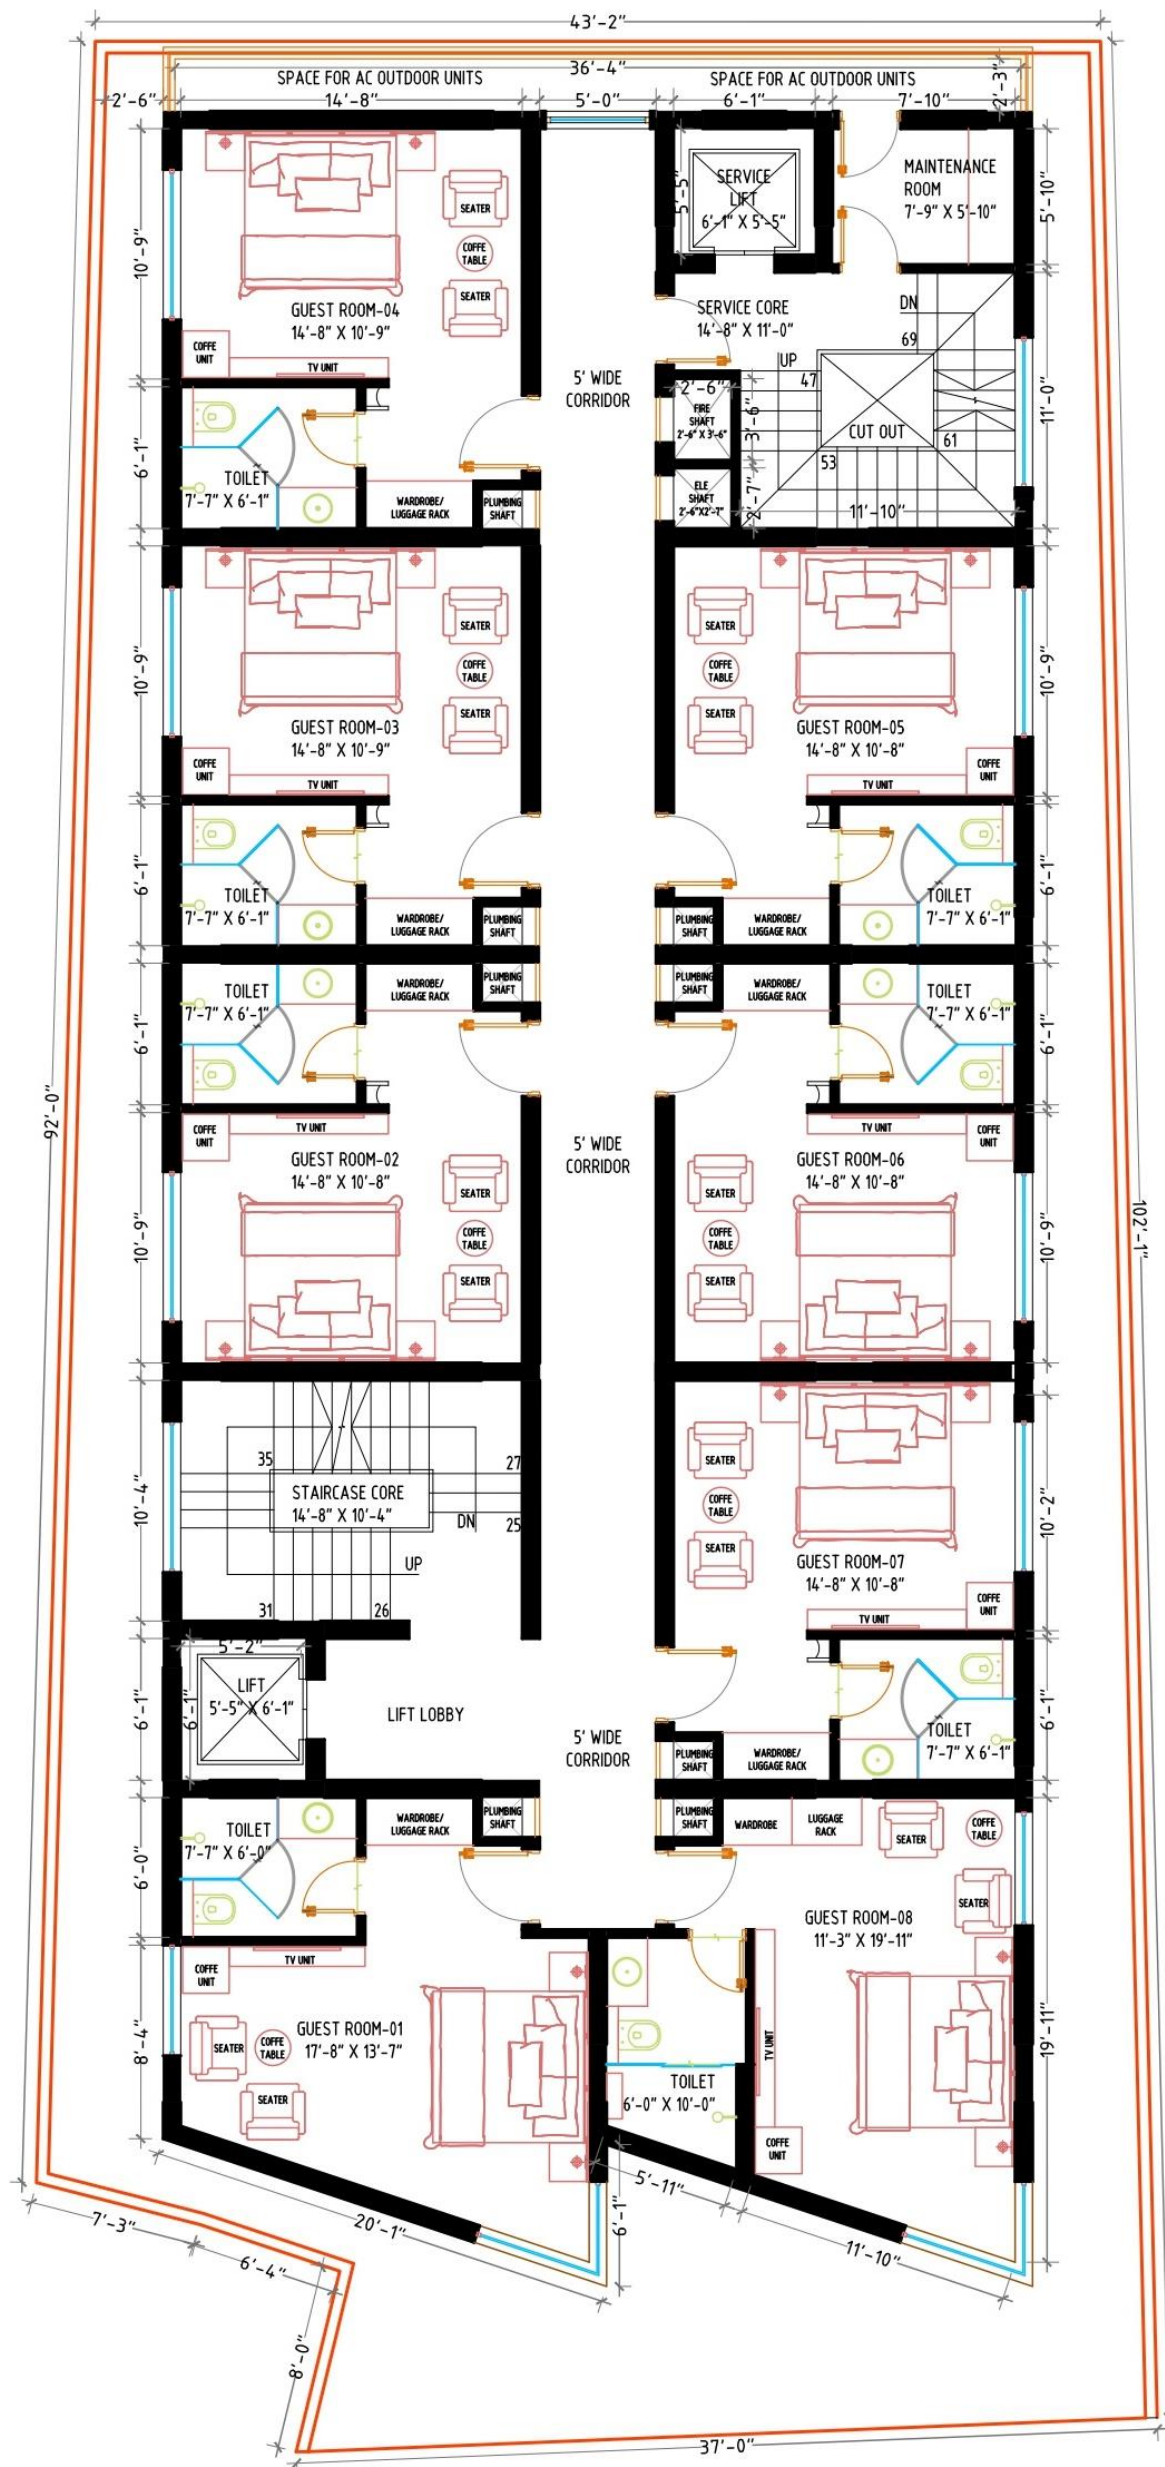 43'-2"
36'-4"
SPACE FOR AC OUTDOOR UNITS
SPACE FOR AC OUTDOOR UNITS
2'-3"
2'-6"
14'-8"
5'-0"
6'-1"
7'-10"
10'-9"
SEATER
COFFE
TABLE
SEATER
GUEST ROOM-04
14'-8" X 10'-9"
COFFE
UNIT
TV UNIT
5'-5"
SERVICE
LIFT
6'-1" X 5'-5"
MAINTENANCE
ROOM
7'-9" X 5'-10"
5'-10"
SERVICE CORE
14'-8" X 11'-0"
DN
69
UP
47
CUT OUT
61
53
11'-10"
11'-0"
5' WIDE
CORRIDOR
2'-6"
FIRE
SHAFT
2'-6" X 3'-6"
3'-6"
ELE
SHAFT
2'-6"X2'-7"
2'-7"
6'-1"
TOILET
7'-7" X 6'-1"
WARDROBE/
LUGGAGE RACK
PLUMBING
SHAFT
10'-9"
SEATER
COFFE
TABLE
SEATER
GUEST ROOM-03
14'-8" X 10'-9"
COFFE
UNIT
TV UNIT
SEATER
COFFE
TABLE
SEATER
GUEST ROOM-05
14'-8" X 10'-8"
COFFE
UNIT
TV UNIT
10'-9"
6'-1"
TOILET
7'-7" X 6'-1"
WARDROBE/
LUGGAGE RACK
PLUMBING
SHAFT
PLUMBING
SHAFT
WARDROBE/
LUGGAGE RACK
TOILET
7'-7" X 6'-1"
6'-1"
6'-1"
TOILET
7'-7" X 6'-1"
WARDROBE/
LUGGAGE RACK
PLUMBING
SHAFT
PLUMBING
SHAFT
WARDROBE/
LUGGAGE RACK
TOILET
7'-7" X 6'-1"
6'-1"
92'-0"
102'-1"
COFFE
UNIT
TV UNIT
GUEST ROOM-02
14'-8" X 10'-8"
SEATER
COFFE
TABLE
SEATER
10'-9"
5' WIDE
CORRIDOR
TV UNIT
COFFE
UNIT
GUEST ROOM-06
14'-8" X 10'-8"
SEATER
COFFE
TABLE
SEATER
10'-9"
10'-4"
35
27
STAIRCASE CORE
14'-8" X 10'-4"
DN
25
UP
31
26
SEATER
COFFE
TABLE
SEATER
GUEST ROOM-07
14'-8" X 10'-8"
COFFE
UNIT
TV UNIT
10'-2"
5'-2"
LIFT
5'-5" X 6'-1"
6'-1"
6'-1"
LIFT LOBBY
5' WIDE
CORRIDOR
PLUMBING
SHAFT
WARDROBE/
LUGGAGE RACK
TOILET
7'-7" X 6'-1"
6'-1"
6'-0"
TOILET
7'-7" X 6'-0"
WARDROBE/
LUGGAGE RACK
PLUMBING
SHAFT
PLUMBING
SHAFT
WARDROBE
LUGGAGE
RACK
SEATER
COFFE
TABLE
SEATER
GUEST ROOM-08
11'-3" X 19'-11"
19'-11"
COFFE
UNIT
TV UNIT
GUEST ROOM-01
17'-8" X 13'-7"
SEATER
COFFE
TABLE
SEATER
8'-4"
TV UNIT
TOILET
6'-0" X 10'-0"
COFFE
UNIT
5'-11"
6'-1"
20'-1"
11'-10"
7'-3"
6'-4"
8'-0"
37'-0"